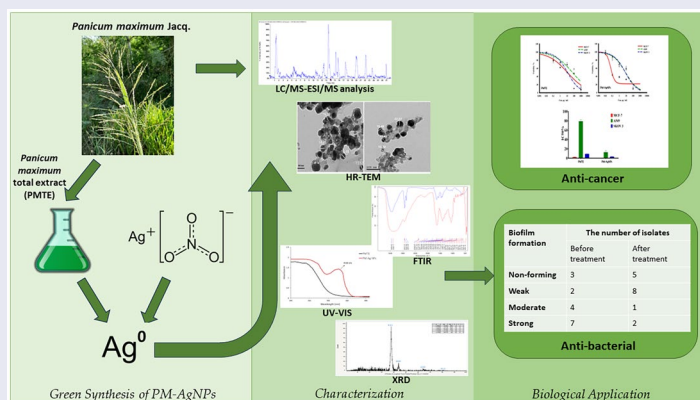 Panicum maximum Jacq.
Panicum
maximum
total extract
(PMTE)
Ag+ [NO3 structure: O N O O] −
Ag0
Green Synthesis of PM-AgNPs
LC/MS-ESI/MS analysis
HR-TEM
FTIR
UV-VIS
XRD
Characterization
Anti-cancer
Biofilm formation
The number of isolates
Before treatment
After treatment
Non-forming 3 5
Weak 2 8
Moderate 4 1
Strong 7 2
Anti-bacterial
Biological Application